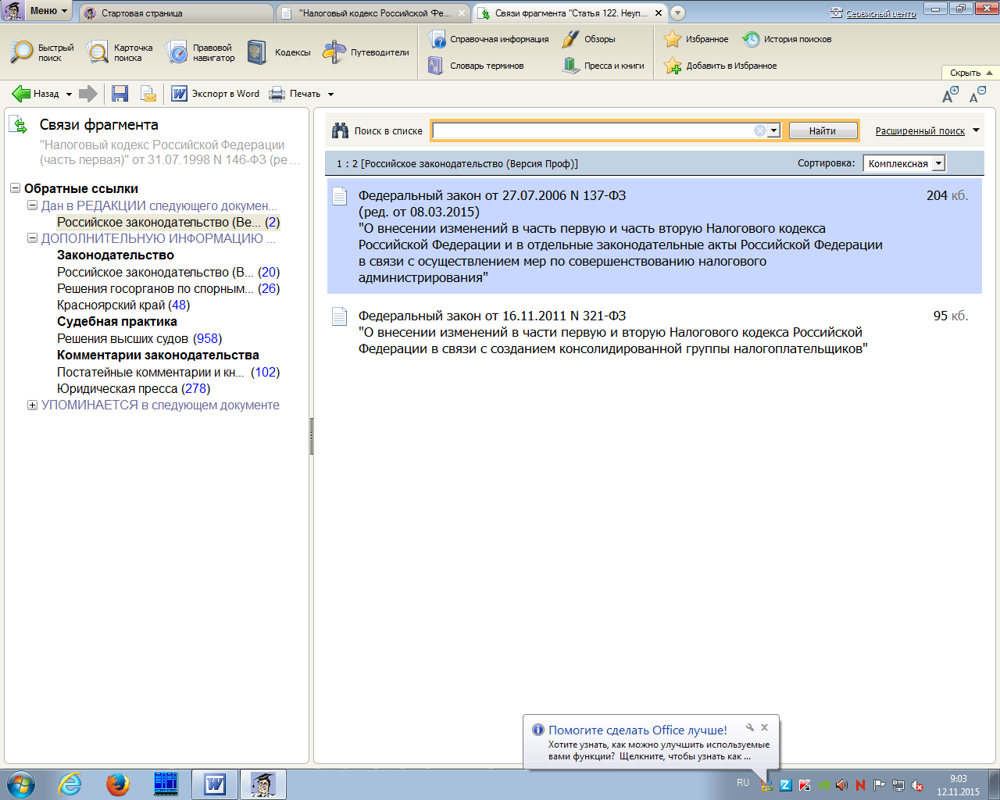 Меню
Стартовая страница
"Налоговый кодекс Российской Фе...
Связи фрагмента "Статья 122. Неуп...
Сервисный центр
Быстрый поиск
Карточка поиска
Правовой навигатор
Кодексы
Путеводители
Справочная информация
Обзоры
Словарь терминов
Пресса и книги
Избранное
История поисков
Добавить в Избранное
Скрыть
Назад
Экспорт в Word
Печать
Связи фрагмента
"Налоговый кодекс Российской Федерации
(часть первая)" от 31.07.1998 N 146-ФЗ (ре ...
Обратные ссылки
Дан в РЕДАКЦИИ следующего докумен...
Российское законодательство (Ве... (2)
ДОПОЛНИТЕЛЬНУЮ ИНФОРМАЦИЮ ...
Законодательство
Российское законодательство (В... (20)
Решения госорганов по спорным... (26)
Красноярский край (48)
Судебная практика
Решения высших судов (958)
Комментарии законодательства
Постатейные комментарии и кн... (102)
Юридическая пресса (278)
УПОМИНАЕТСЯ в следующем документе
Поиск в списке
Найти
Расширенный поиск
1 : 2 [Российское законодательство (Версия Проф)]
Сортировка: Комплексная
Федеральный закон от 27.07.2006 N 137-ФЗ 204 кб.
(ред. от 08.03.2015)
"О внесении изменений в часть первую и часть вторую Налогового кодекса
Российской Федерации и в отдельные законодательные акты Российской Федерации
в связи с осуществлением мер по совершенствованию налогового
администрирования"
Федеральный закон от 16.11.2011 N 321-ФЗ 95 кб.
"О внесении изменений в части первую и вторую Налогового кодекса Российской
Федерации в связи с созданием консолидированной группы налогоплательщиков"
Помогите сделать Office лучше!
Хотите узнать, как можно улучшить используемые
вами функции? Щелкните, чтобы узнать как ...
RU
9:03
12.11.2015